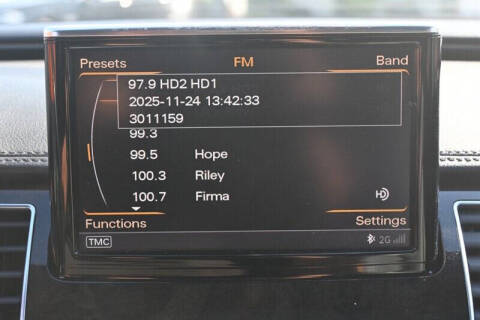 Presets FM Band
97.9 HD2 HD1
2025-11-24 13:42:33
3011159
99.3
99.5 Hope
100.3 Riley
100.7 Firma HD
Functions Settings
TMC 2G